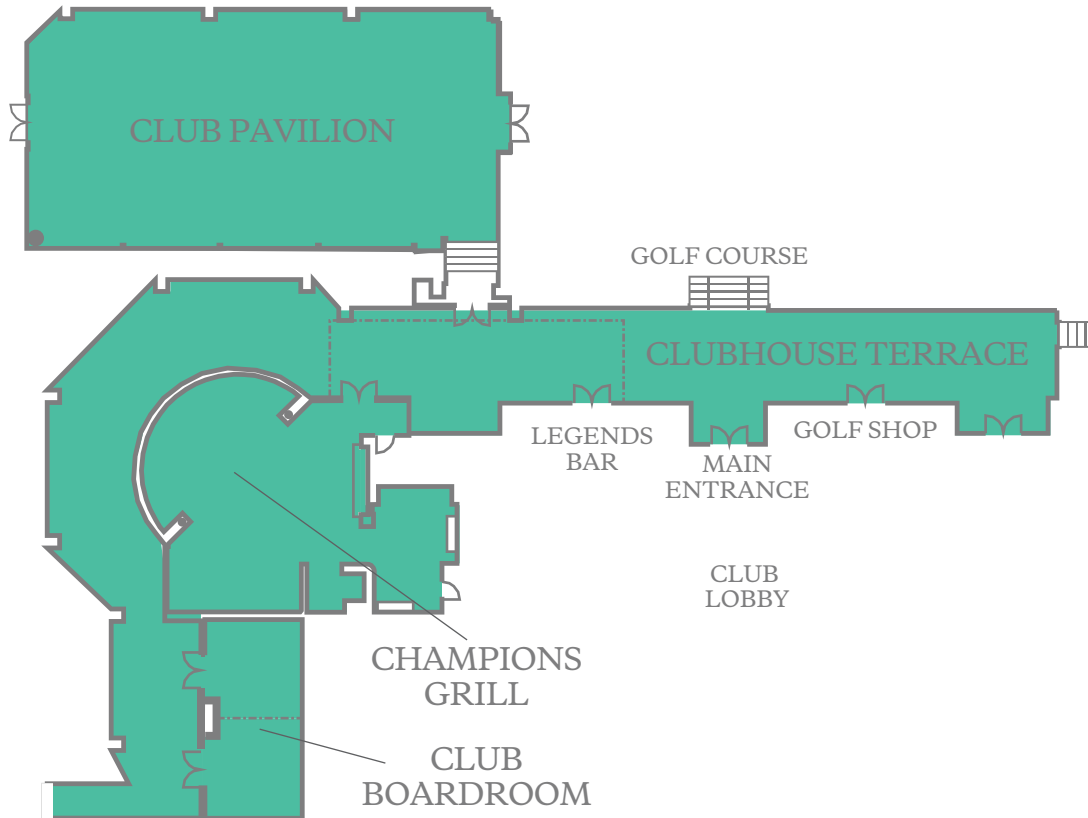 CLUB PAVILION
GOLF COURSE
CLUBHOUSE TERRACE
LEGENDS
BAR
MAIN
ENTRANCE
GOLF SHOP
CLUB
LOBBY
CHAMPIONS
GRILL
CLUB
BOARDROOM